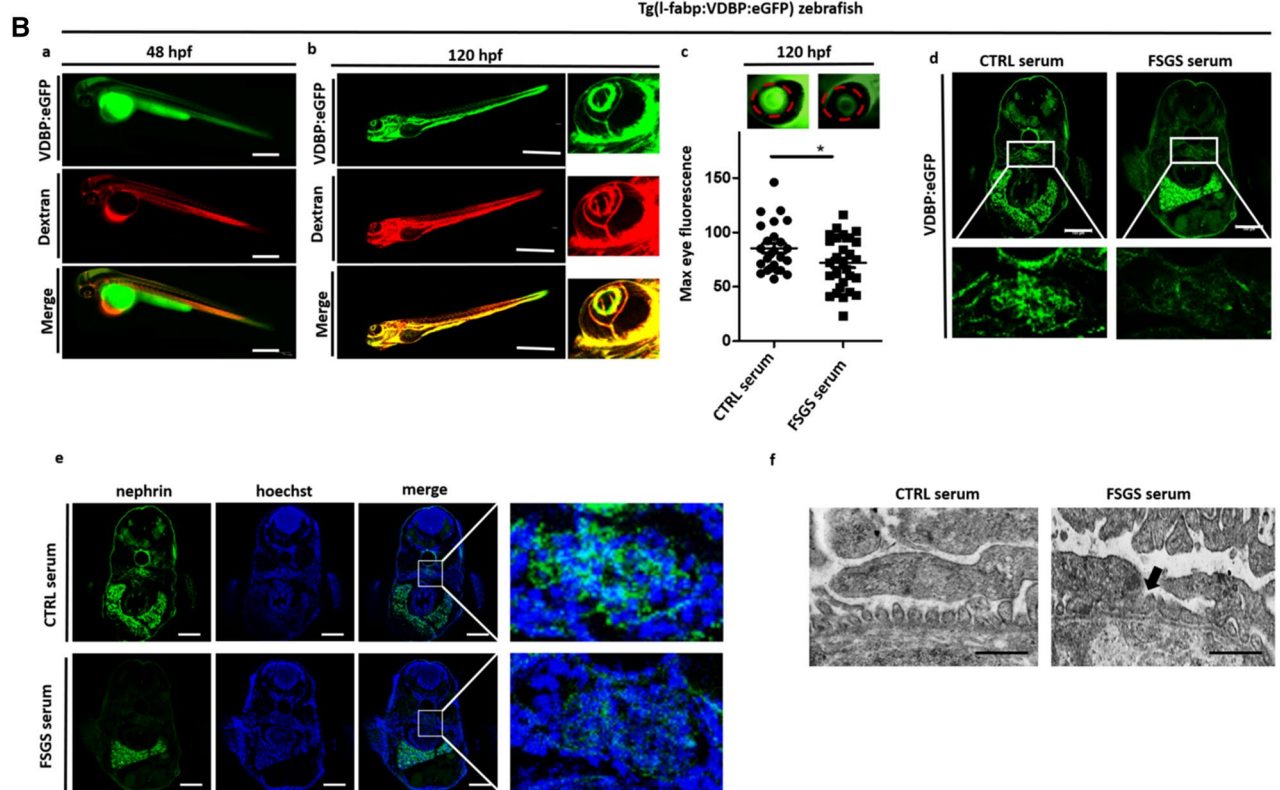 Tg(l-fabp:VDBP:eGFP) zebrafish
B
a
48 hpf
VDBP:eGFP
Dextran
Merge
b
120 hpf
VDBP:eGFP
Dextran
Merge
c
120 hpf
*
Max eye fluorescence
150
100
50
0
CTRL serum
FSGS serum
d
CTRL serum
FSGS serum
VDBP:eGFP
e
nephrin
hoechst
merge
CTRL serum
FSGS serum
f
CTRL serum
FSGS serum